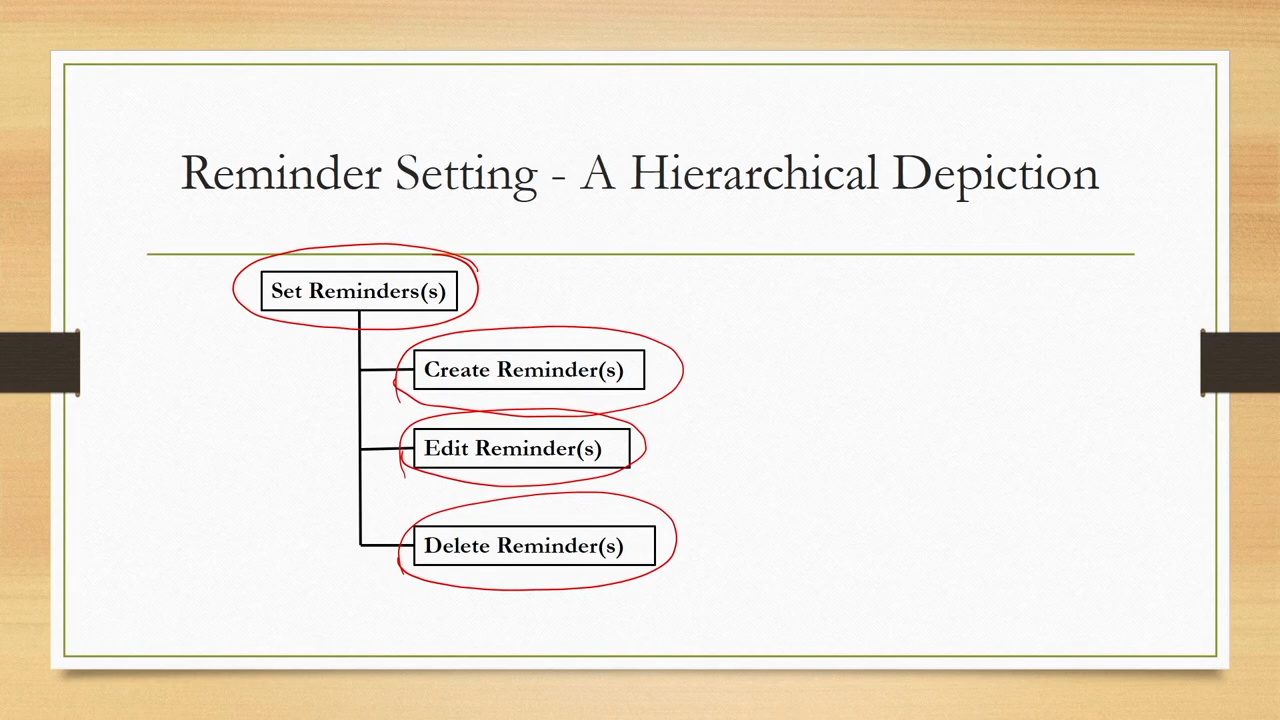 Reminder Setting - A Hierarchical Depiction
Set Reminders(s)
Create Reminder(s)
Edit Reminder(s)
Delete Reminder(s)